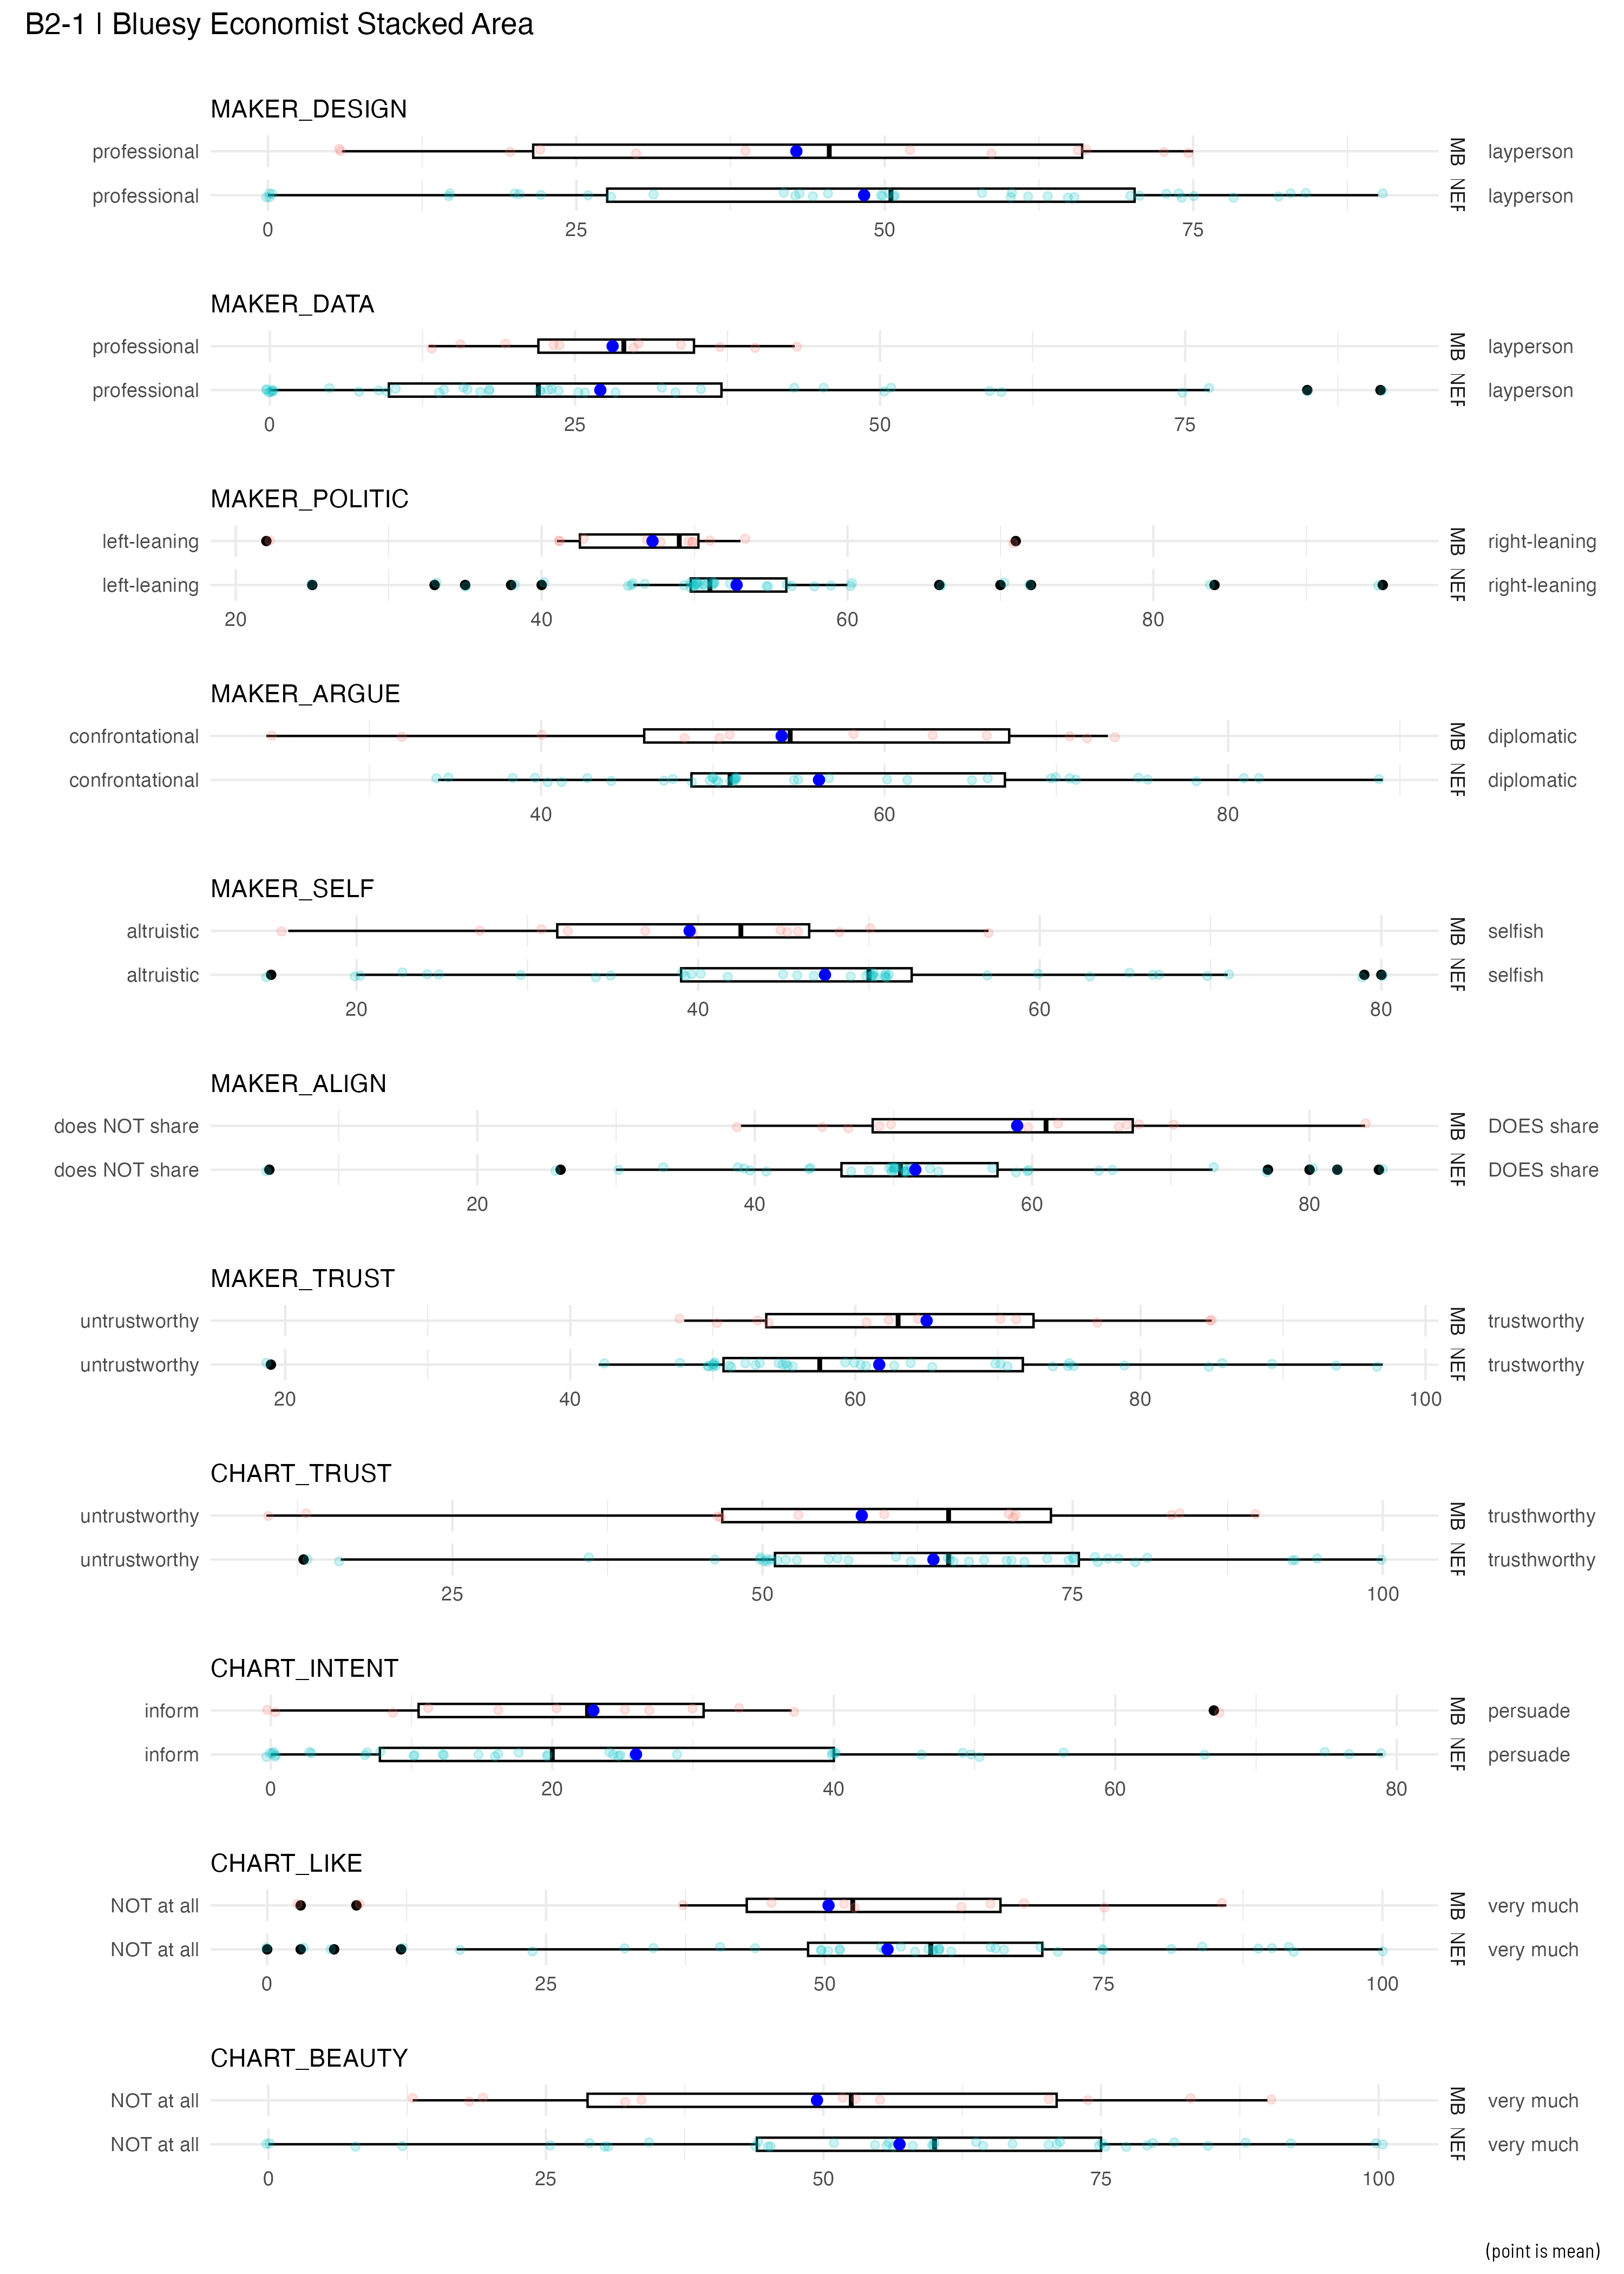 B2-1 | Bluesy Economist Stacked Area
MAKER_DESIGN
professional MB layperson
professional NEF layperson
0 25 50 75
MAKER_DATA
professional MB layperson
professional NEF layperson
0 25 50 75
MAKER_POLITIC
left-leaning MB right-leaning
left-leaning NEF right-leaning
20 40 60 80
MAKER_ARGUE
confrontational MB diplomatic
confrontational NEF diplomatic
40 60 80
MAKER_SELF
altruistic MB selfish
altruistic NEF selfish
20 40 60 80
MAKER_ALIGN
does NOT share MB DOES share
does NOT share NEF DOES share
20 40 60 80
MAKER_TRUST
untrustworthy MB trustworthy
untrustworthy NEF trustworthy
20 40 60 80 100
CHART_TRUST
untrustworthy MB trusthworthy
untrustworthy NEF trusthworthy
25 50 75 100
CHART_INTENT
inform MB persuade
inform NEF persuade
0 20 40 60 80
CHART_LIKE
NOT at all MB very much
NOT at all NEF very much
0 25 50 75 100
CHART_BEAUTY
NOT at all MB very much
NOT at all NEF very much
0 25 50 75 100
(point is mean)